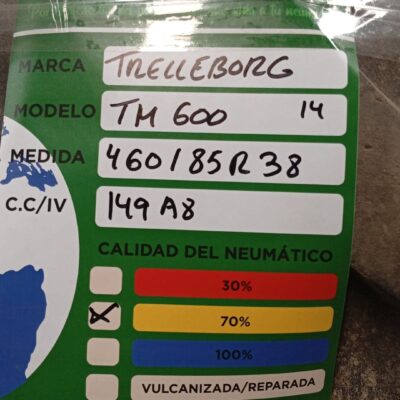 MARCA TRELLEBORG
MODELO TM 600 14
MEDIDA 460/85R38
C.C/IV 149 A8
CALIDAD DEL NEUMÁTICO
30%
70%
100%
VULCANIZADA/REPARADA